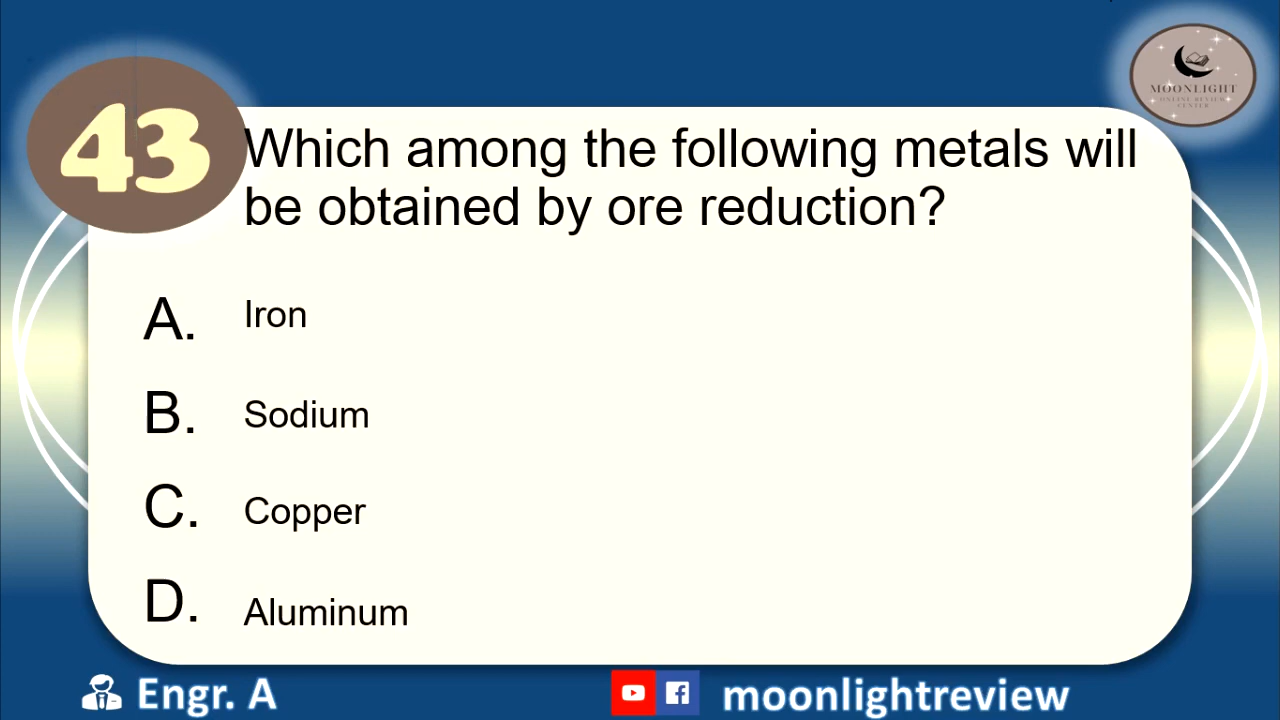 43
Which among the following metals will
be obtained by ore reduction?
A. Iron
B. Sodium
C. Copper
D. Aluminum
MOONLIGHT
ONLINE REVIEW
CENTER
Engr. A
moonlightreview